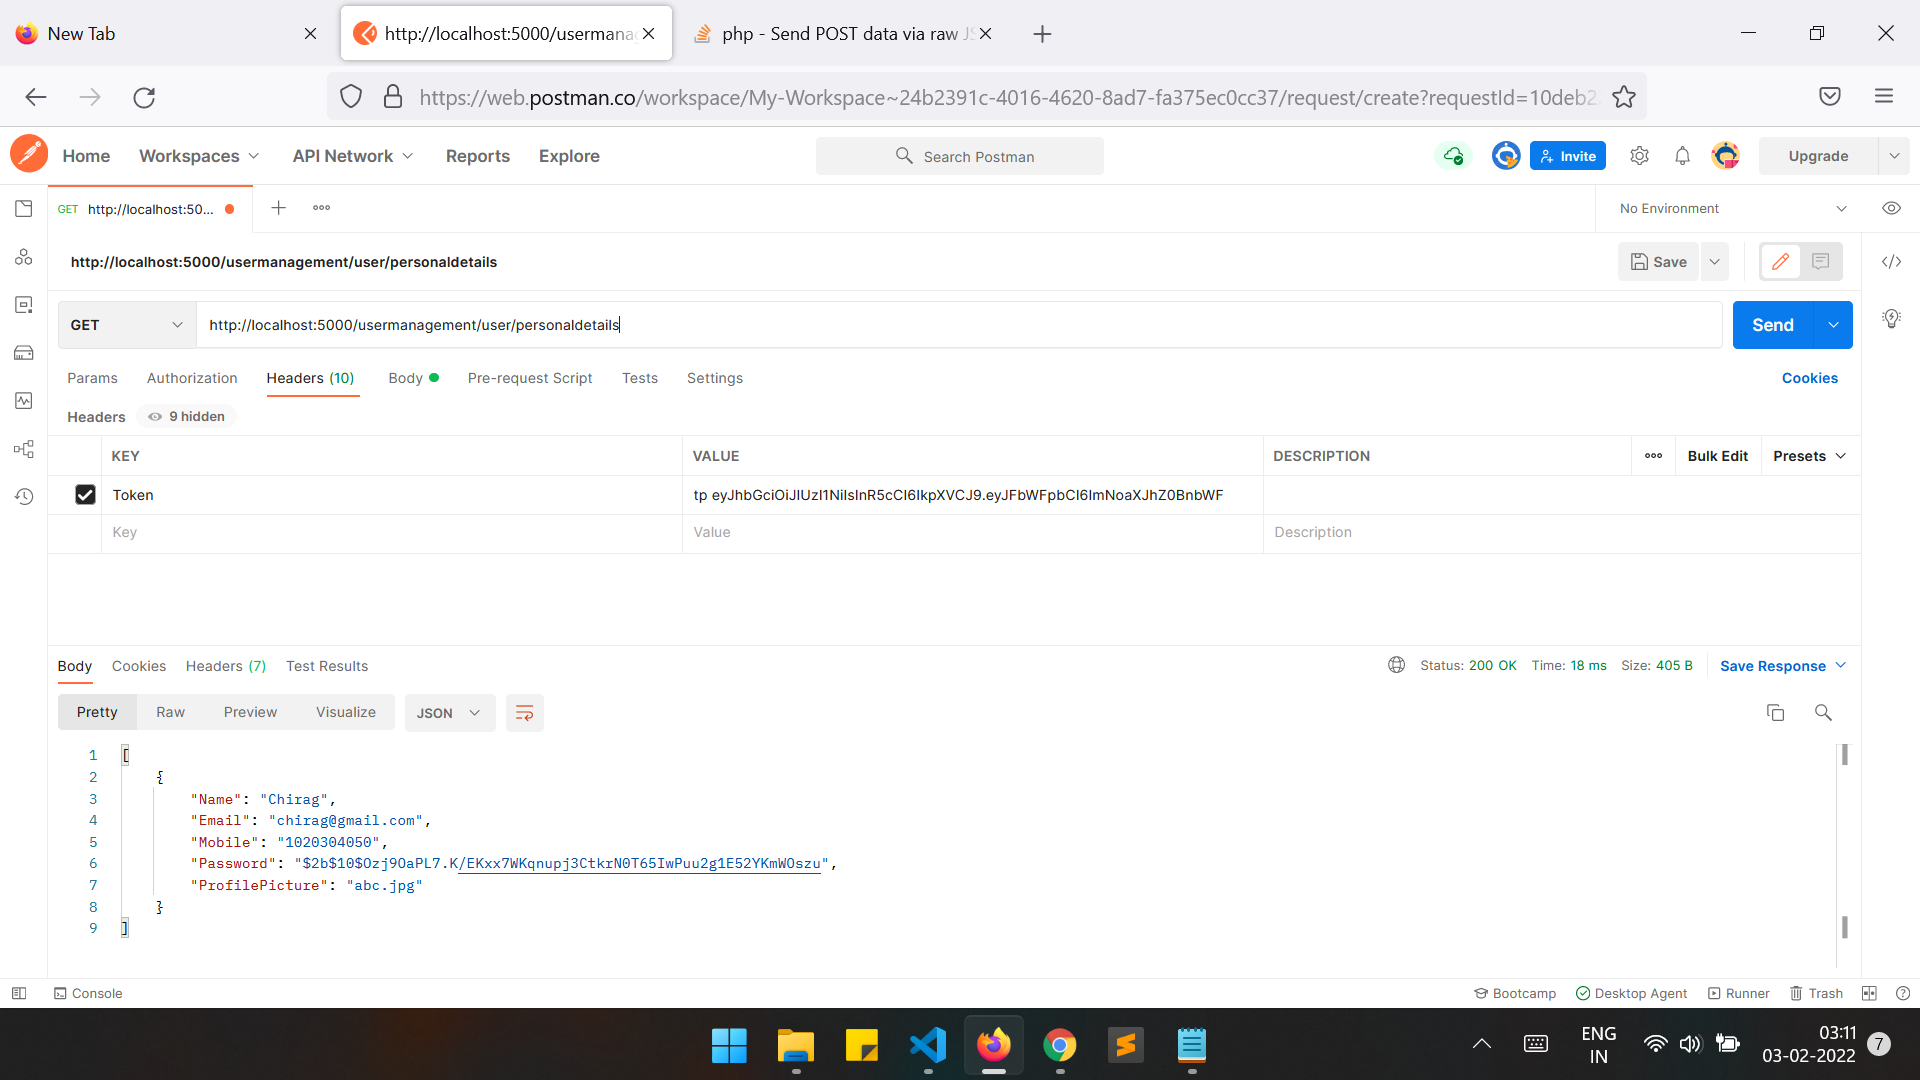 New Tab
http://localhost:5000/usermana
php - Send POST data via raw JS
https://web.postman.co/workspace/My-Workspace~24b2391c-4016-4620-8ad7-fa375ec0cc37/request/create?requestId=10deb2
Home
Workspaces
API Network
Reports
Explore
Search Postman
Invite
Upgrade
GET http://localhost:50...
No Environment
http://localhost:5000/usermanagement/user/personaldetails
Save
GET
http://localhost:5000/usermanagement/user/personaldetails
Send
Params
Authorization
Headers (10)
Body
Pre-request Script
Tests
Settings
Cookies
Headers
9 hidden
KEY
VALUE
DESCRIPTION
Bulk Edit
Presets
Token
tp eyJhbGciOiJIUzI1NiIsInR5cCI6IkpXVCJ9.eyJFbWFpbCI6ImNoaXJhZ0BnbWF
Key
Value
Description
Body
Cookies
Headers (7)
Test Results
Status: 200 OK
Time: 18 ms
Size: 405 B
Save Response
Pretty
Raw
Preview
Visualize
JSON
1 [
2 {
3 "Name": "Chirag",
4 "Email": "chirag@gmail.com",
5 "Mobile": "1020304050",
6 "Password": "$2b$10$Ozj9OaPL7.K/EKxx7WKqnupj3CtkrN0T65IwPuu2g1E52YKmWOszu",
7 "ProfilePicture": "abc.jpg"
8 }
9 ]
Console
Bootcamp
Desktop Agent
Runner
Trash
ENG
IN
03:11
03-02-2022
7